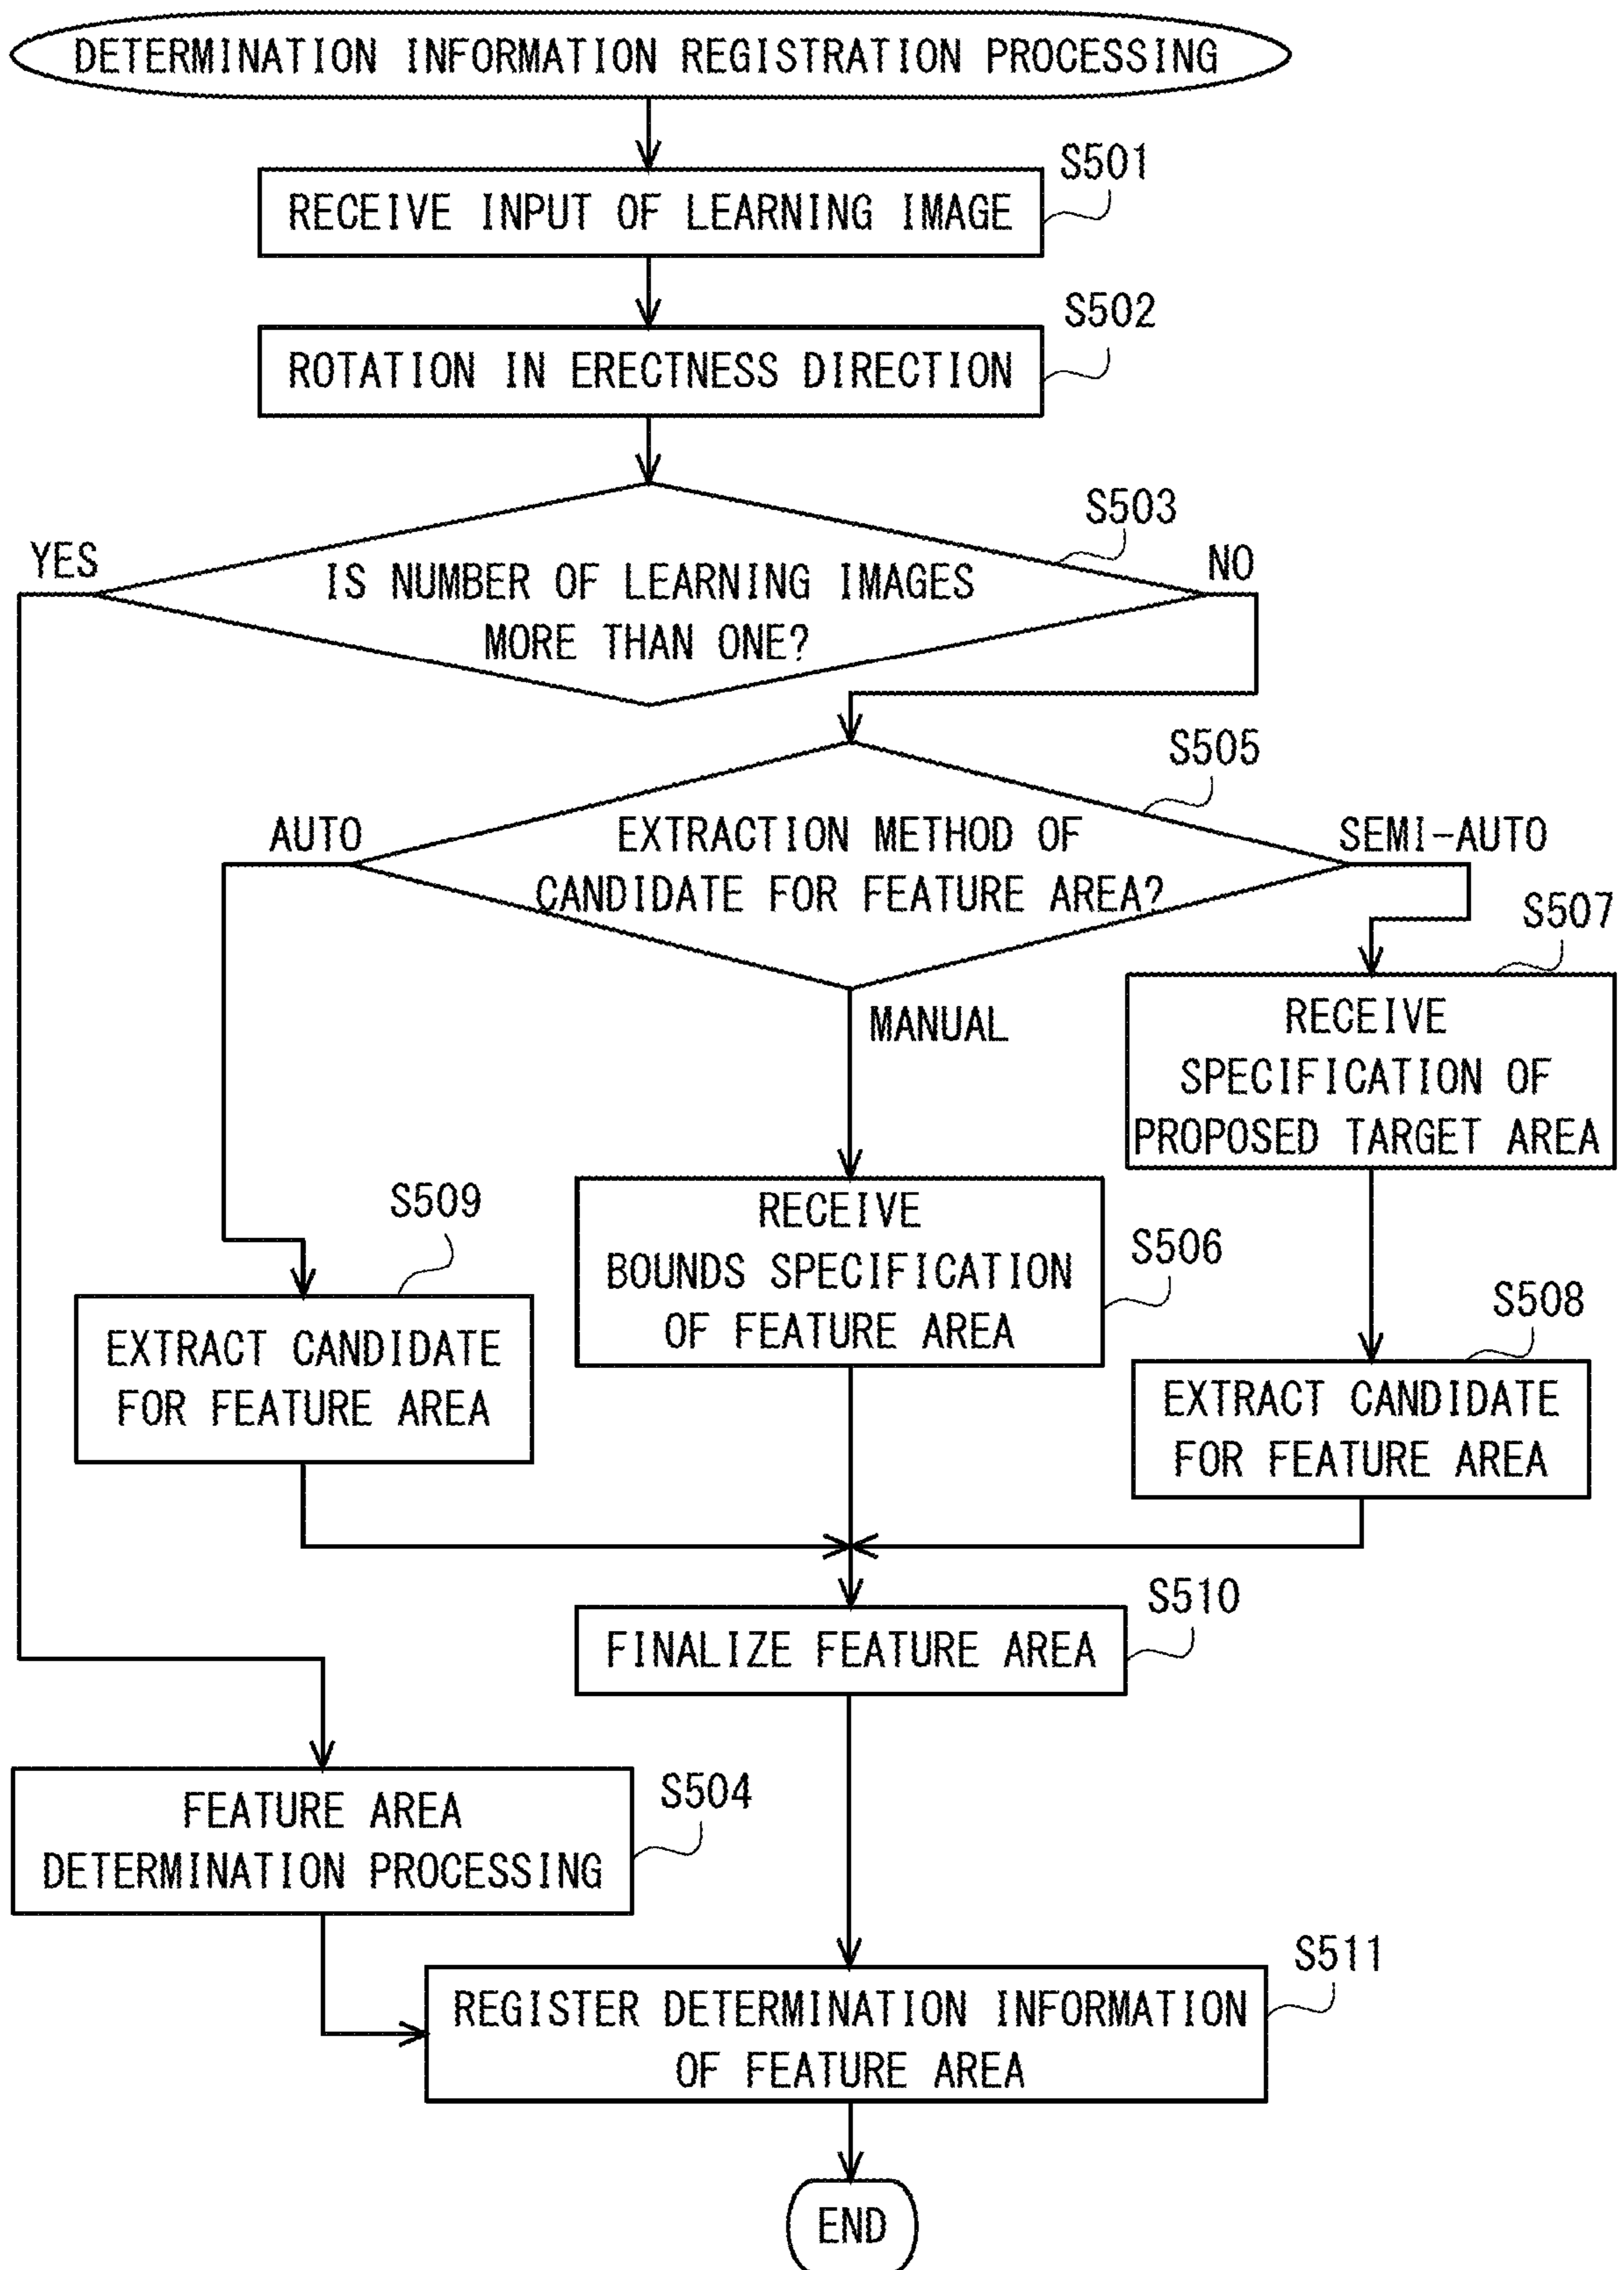 DETERMINATION INFORMATION REGISTRATION PROCESSING
S501
RECEIVE INPUT OF LEARNING IMAGE
S502
ROTATION IN ERECTNESS DIRECTION
S503
YES
NO
IS NUMBER OF LEARNING IMAGES
MORE THAN ONE?
S505
AUTO
SEMI-AUTO
EXTRACTION METHOD OF
CANDIDATE FOR FEATURE AREA?
MANUAL
S507
RECEIVE
SPECIFICATION OF
PROPOSED TARGET AREA
S509
EXTRACT CANDIDATE
FOR FEATURE AREA
RECEIVE
BOUNDS SPECIFICATION
OF FEATURE AREA
S506
S508
EXTRACT CANDIDATE
FOR FEATURE AREA
S510
FINALIZE FEATURE AREA
S504
FEATURE AREA
DETERMINATION PROCESSING
S511
REGISTER DETERMINATION INFORMATION
OF FEATURE AREA
END